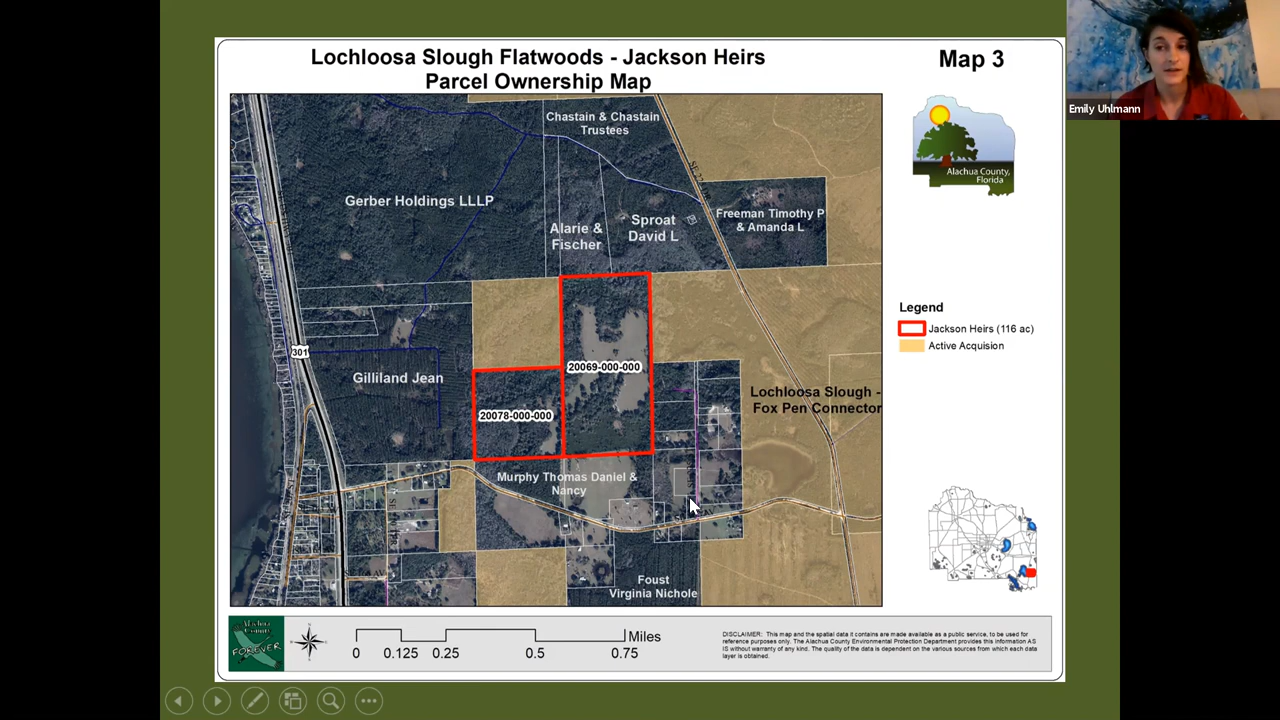 Lochloosa Slough Flatwoods - Jackson Heirs
Parcel Ownership Map
Map 3
Emily Uhlmann
Alachua County,
Florida
Chastain & Chastain
Trustees
Gerber Holdings LLLP
Alarie &
Fischer
Sproat
David L
Freeman Timothy P
& Amanda L
301
Gilliland Jean
20069-000-000
20078-000-000
Lochloosa Slough -
Fox Pen Connector
Murphy Thomas Daniel &
Nancy
Foust
Virginia Nichole
Legend
Jackson Heirs (116 ac)
Active Acquision
Alachua
County
FOREVER
0 0.125 0.25 0.5 0.75 Miles
DISCLAIMER: This map and the spatial data it contains are made available as a public service, to be used for
reference purposes only. The Alachua County Environmental Protection Department provides this information AS
IS without warranty of any kind. The quality of the data is dependent on the various sources from which each data
layer is obtained.